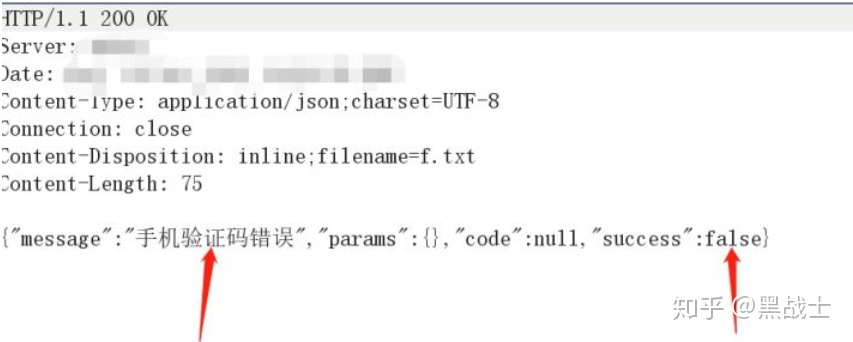 HTTP/1.1 200 OK
Server:
Date:
Content-Type: application/json;charset=UTF-8
Connection: close
Content-Disposition: inline;filename=f.txt
Content-Length: 75
{"message":"手机验证码错误","params":{},"code":null,"success":false}
知乎 @黑战士